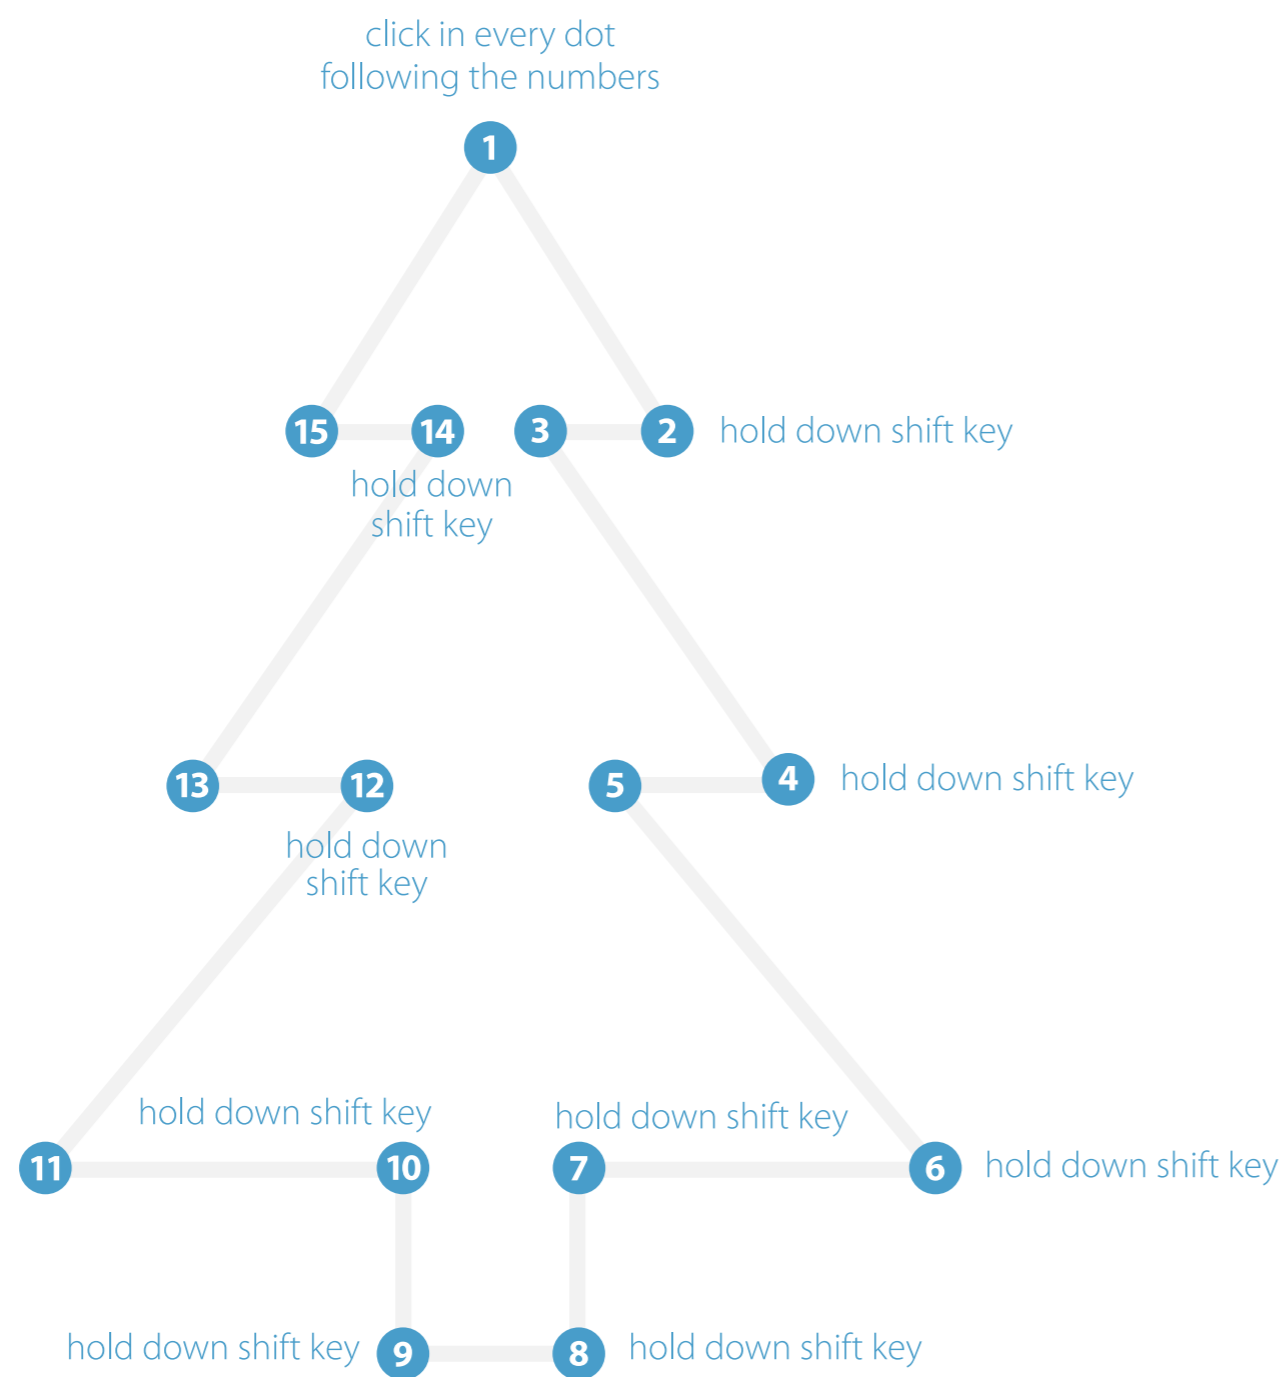 click in every dot
following the numbers
1
15
14
3
2
hold down shift key
hold down
shift key
13
12
5
4
hold down shift key
hold down
shift key
hold down shift key
hold down shift key
11
10
7
6
hold down shift key
hold down shift key
9
8
hold down shift key